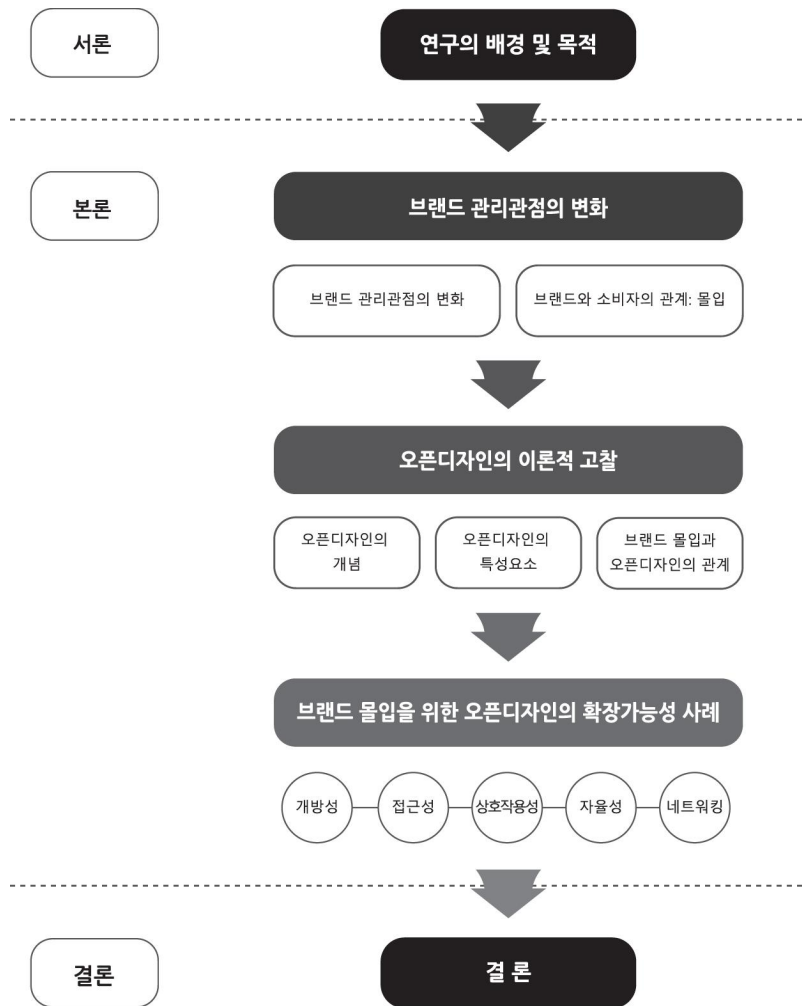 서론
연구의 배경 및 목적
본론
브랜드 관리관점의 변화
브랜드 관리관점의 변화
브랜드와 소비자의 관계: 몰입
오픈디자인의 이론적 고찰
오픈디자인의
개념
오픈디자인의
특성요소
브랜드 몰입과
오픈디자인의 관계
브랜드 몰입을 위한 오픈디자인의 확장가능성 사례
개방성
접근성
상호작용성
자율성
네트워킹
결론
결 론